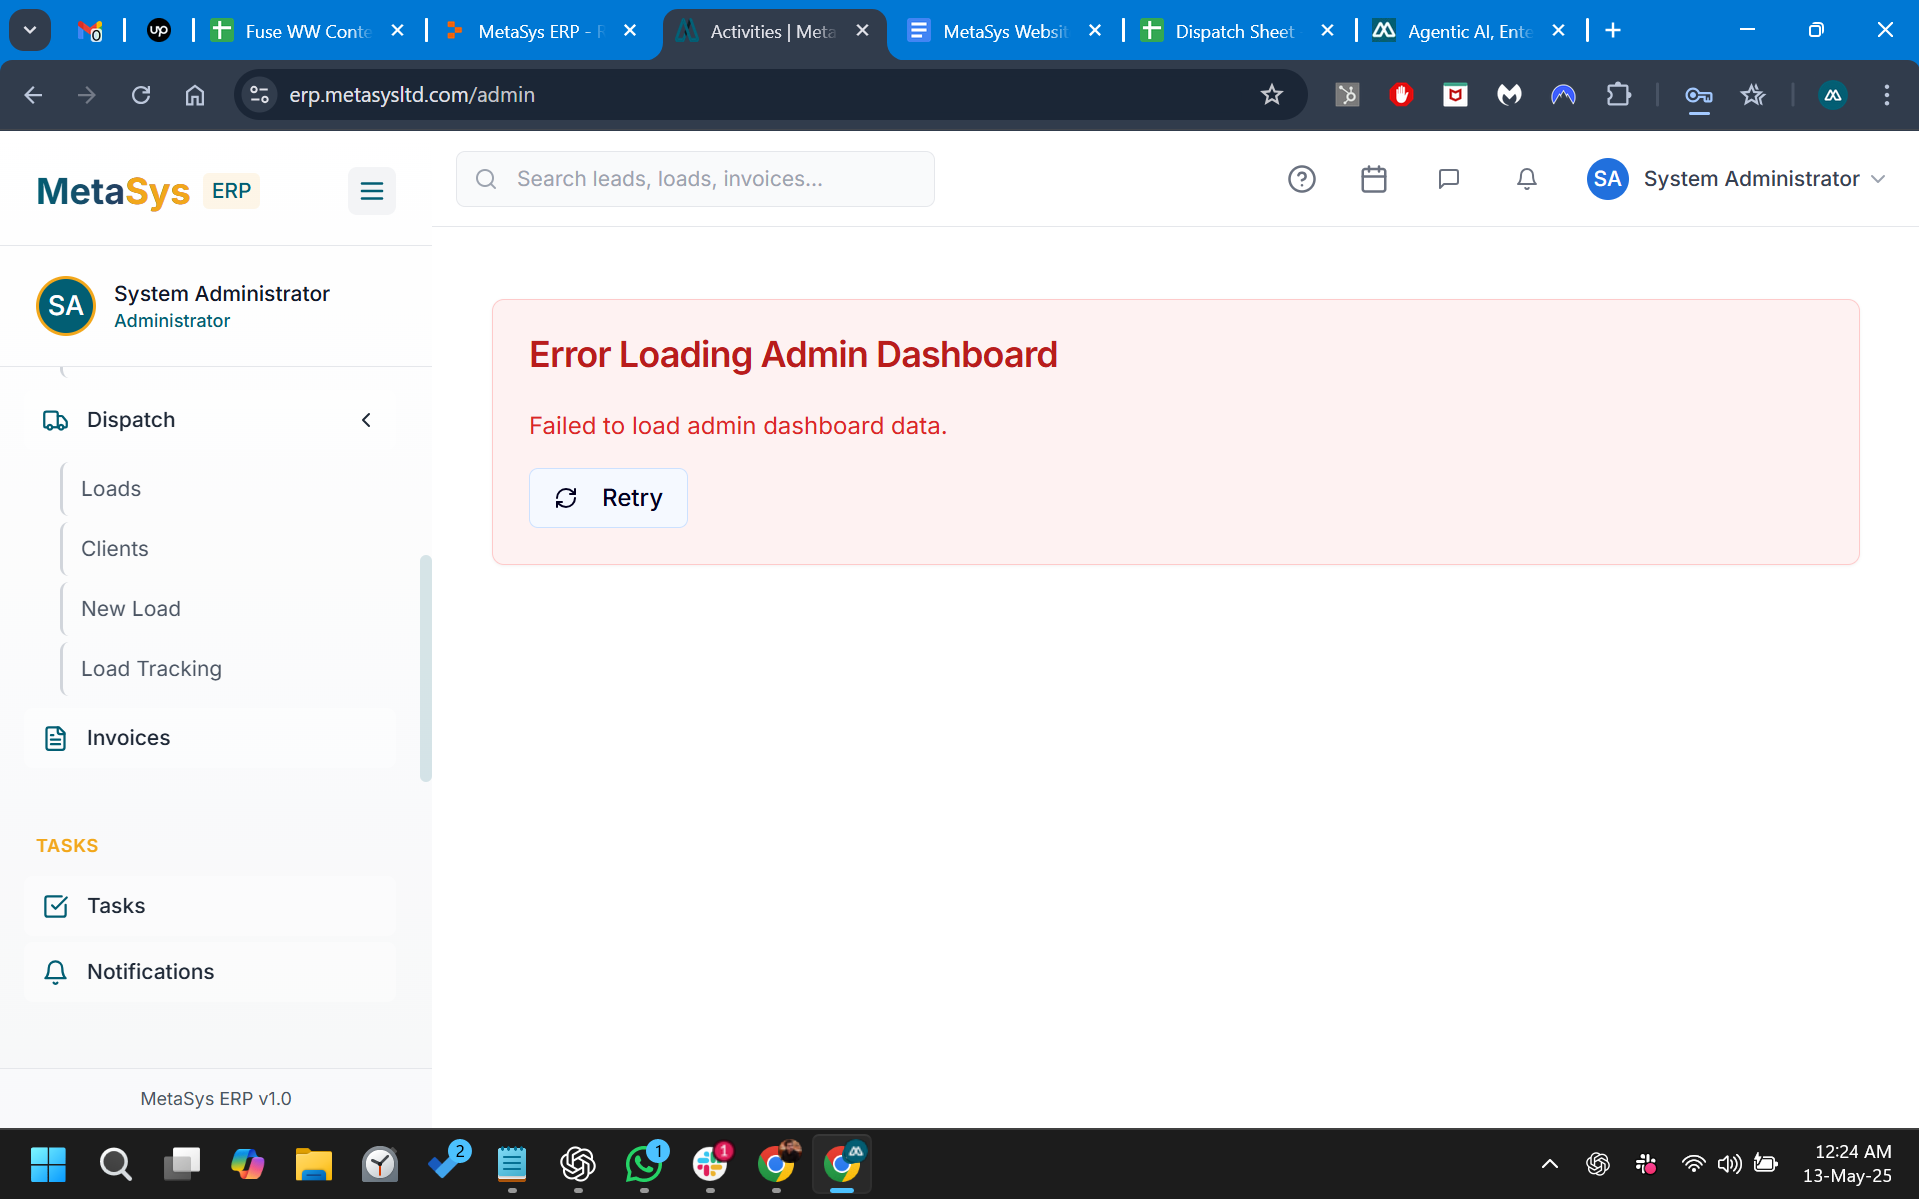 0
up
Fuse WW Conte
MetaSys ERP - R
Activities | Meta
MetaSys Websit
Dispatch Sheet
Agentic AI, Ente
erp.metasysltd.com/admin
MetaSys ERP
Search leads, loads, invoices...
SA System Administrator
SA
System Administrator
Administrator
Error Loading Admin Dashboard
Failed to load admin dashboard data.
Retry
Dispatch
Loads
Clients
New Load
Load Tracking
Invoices
TASKS
Tasks
Notifications
MetaSys ERP v1.0
2
1
1
12:24 AM
13-May-25